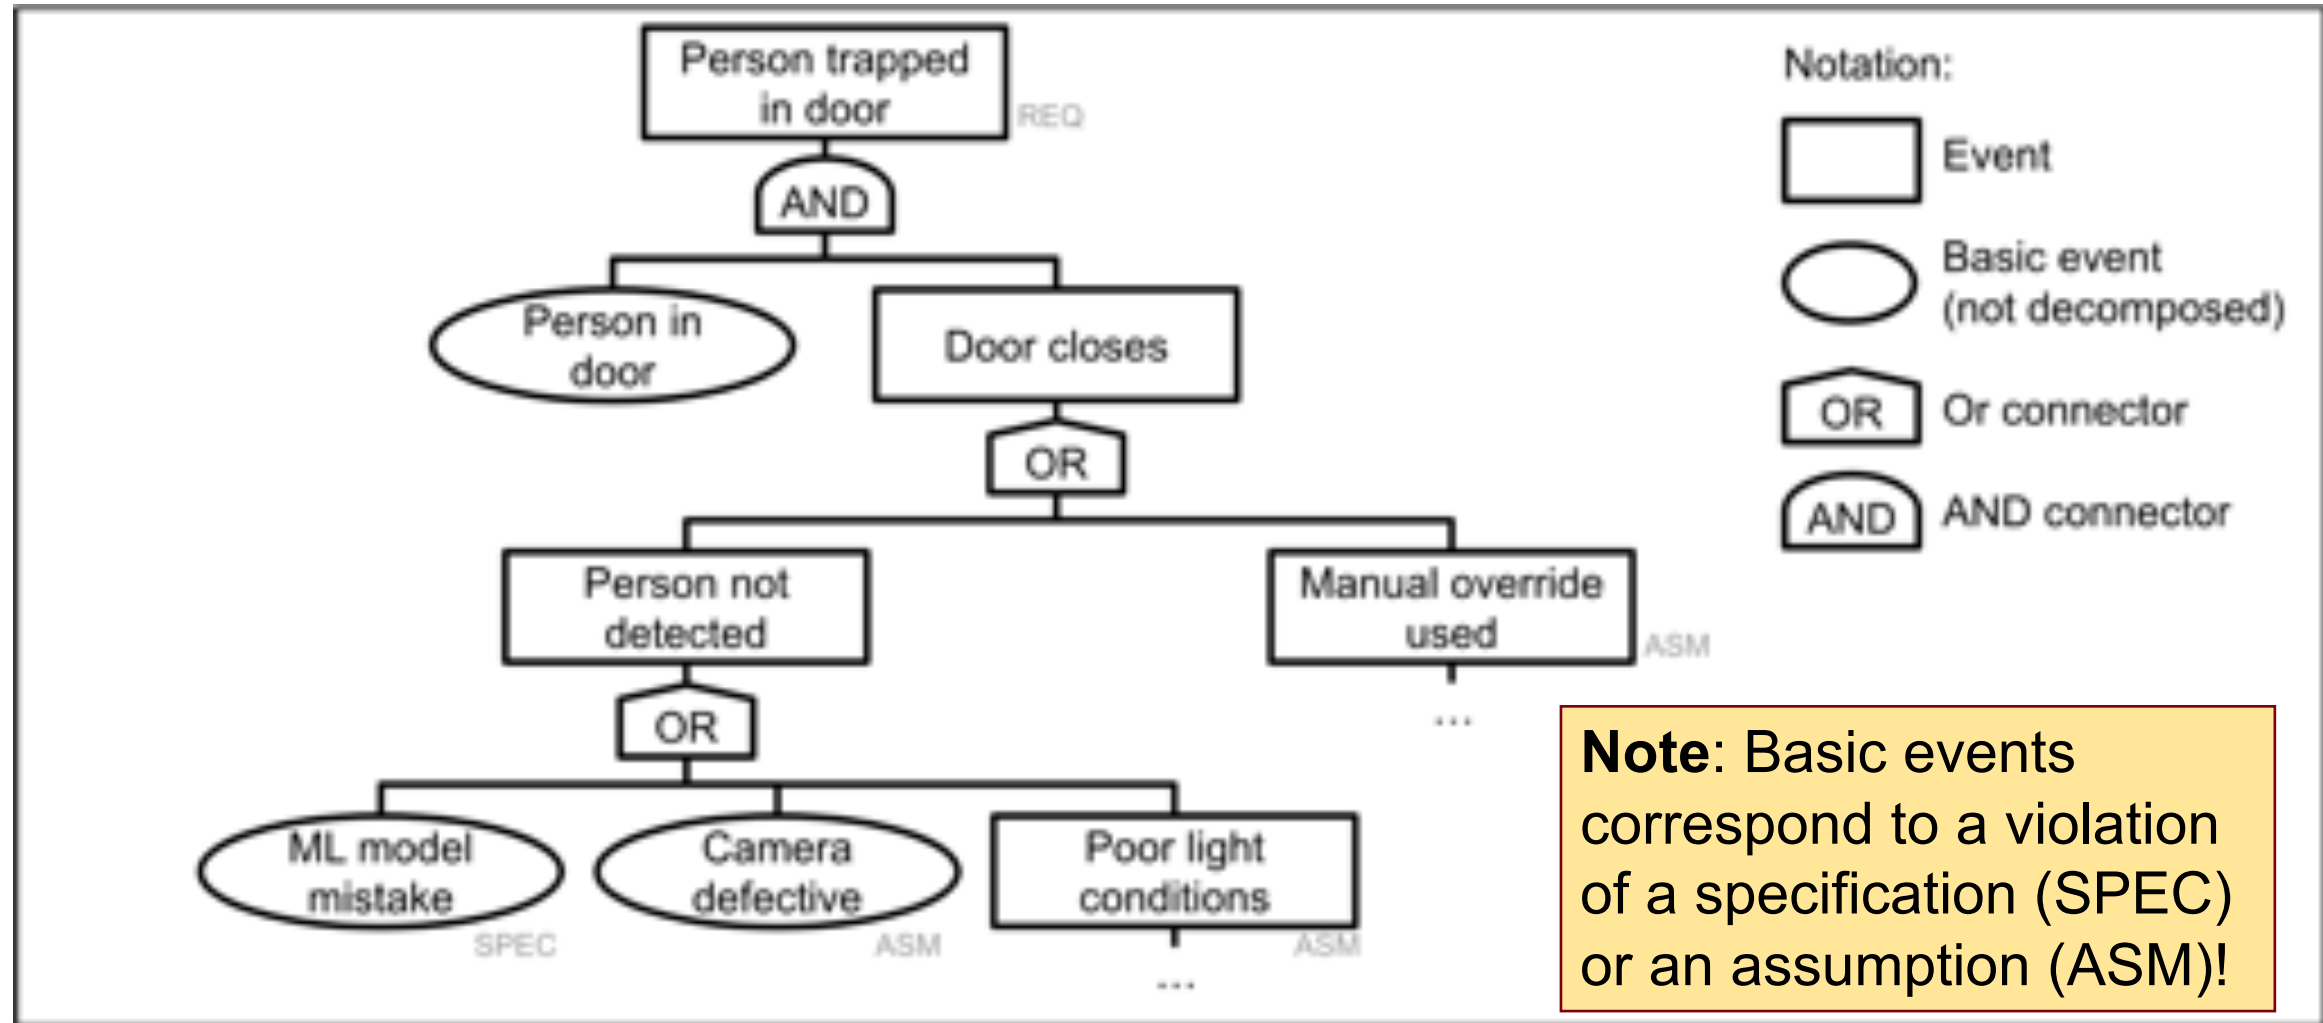 Person trapped
in door
REQ
AND
Person in
door
Door closes
OR
Person not
detected
Manual override
used
ASM
...
OR
ML model
mistake
SPEC
Camera
defective
ASM
Poor light
conditions
ASM
...
Notation:
Event
Basic event
(not decomposed)
OR
Or connector
AND
AND connector
Note: Basic events
correspond to a violation
of a specification (SPEC)
or an assumption (ASM)!